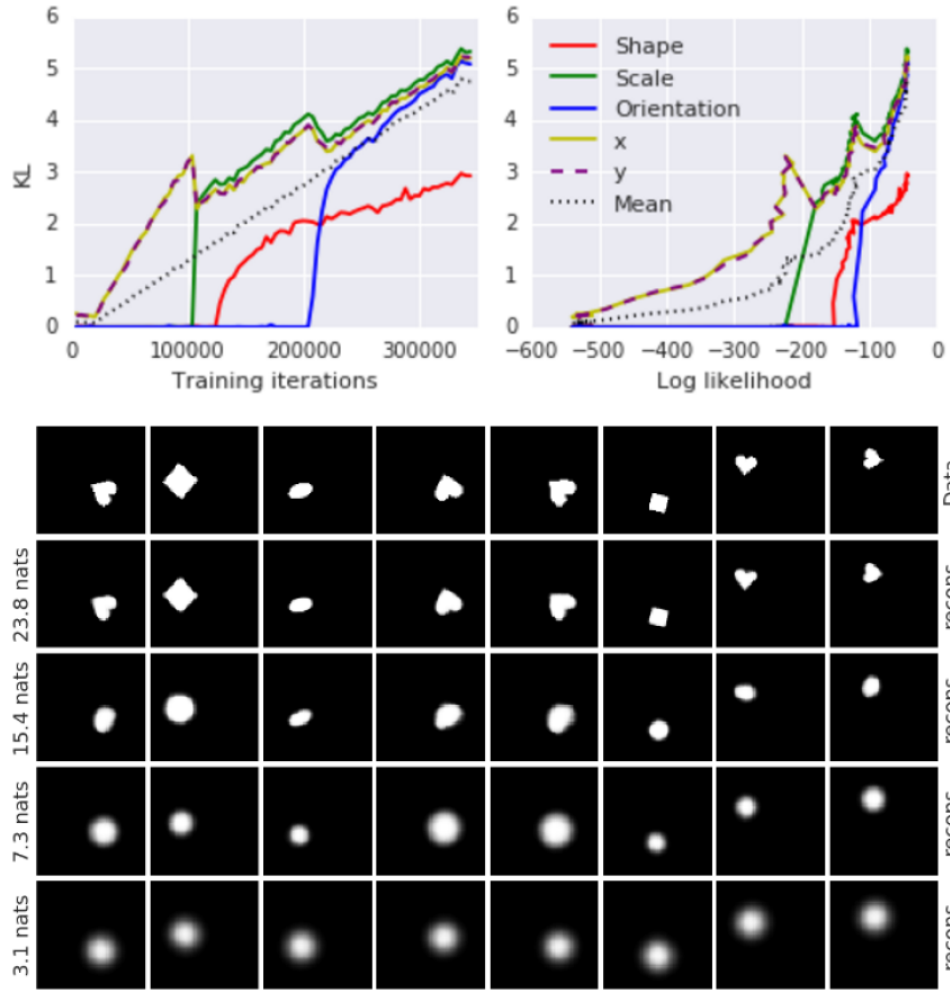 6
5
4
3
2
1
0
KL
0
100000
200000
300000
Training iterations
6
5
4
3
2
1
0
Shape
Scale
Orientation
x
y
Mean
−600
−500
−400
−300
−200
−100
0
Log likelihood
Data
23.8 nats
recons
15.4 nats
recons
7.3 nats
recons
3.1 nats
recons